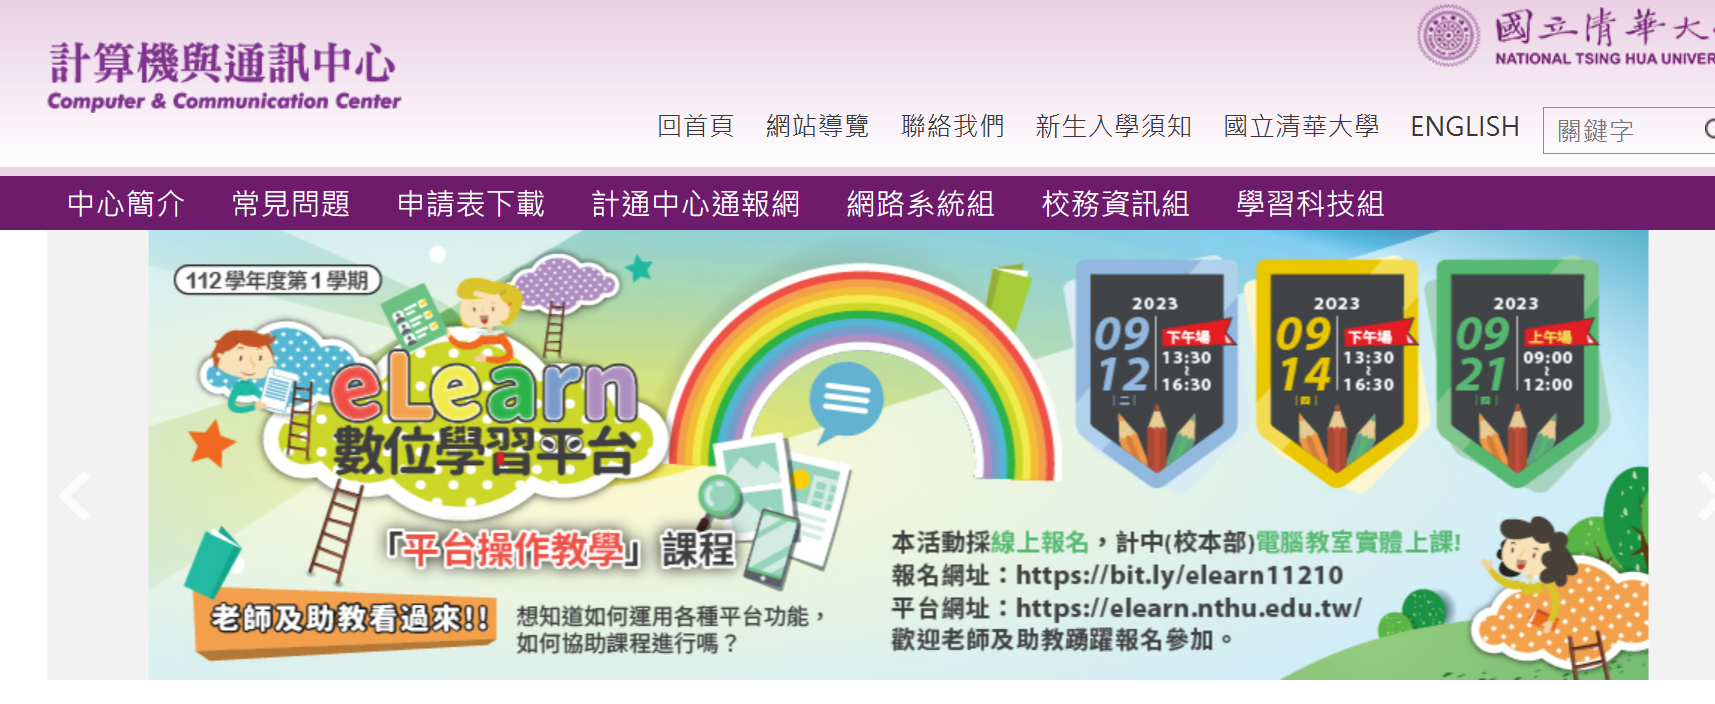 計算機與通訊中心
Computer & Communication Center
國立清華大
NATIONAL TSING HUA UNIVER
回首頁 網站導覽 聯絡我們 新生入學須知 國立清華大學 ENGLISH 關鍵字
中心簡介 常見問題 申請表下載 計通中心通報網 網路系統組 校務資訊組 學習科技組
112學年度第1學期
eLearn
數位學習平台
「平台操作教學」課程
老師及助教看過來!!
想知道如何運用各種平台功能，
如何協助課程進行嗎？
2023
09
12
(二)
下午場
13:30
~
16:30
2023
09
14
(四)
下午場
13:30
~
16:30
2023
09
21
(四)
上午場
09:00
~
12:00
本活動採線上報名，計中(校本部)電腦教室實體上課!
報名網址：https://bit.ly/elearn11210
平台網址：https://elearn.nthu.edu.tw/
歡迎老師及助教踴躍報名參加。